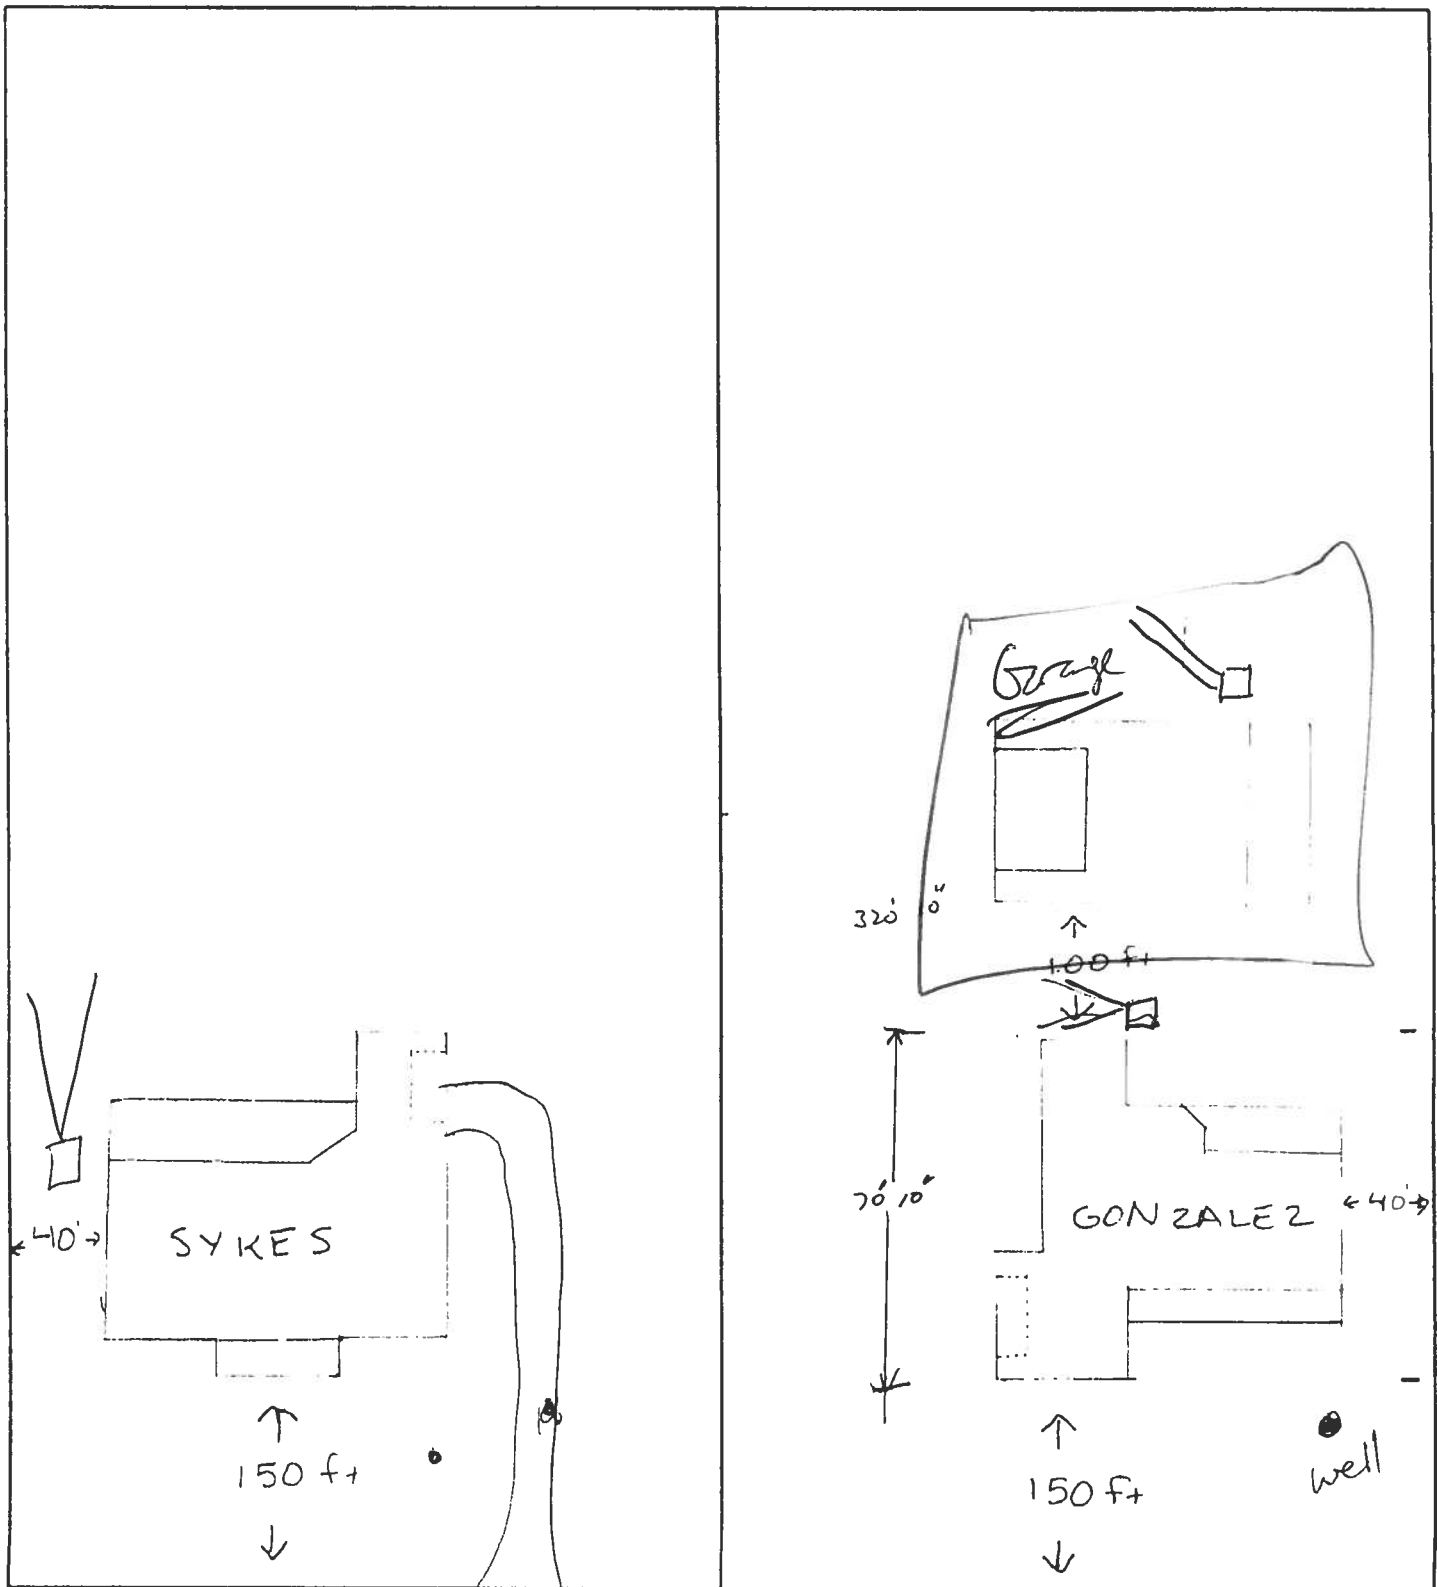 Garage
320' 0"
100 ft
70' 10"
←40'→
SYKES
GONZALEZ
←40'→
150 ft
150 ft
well